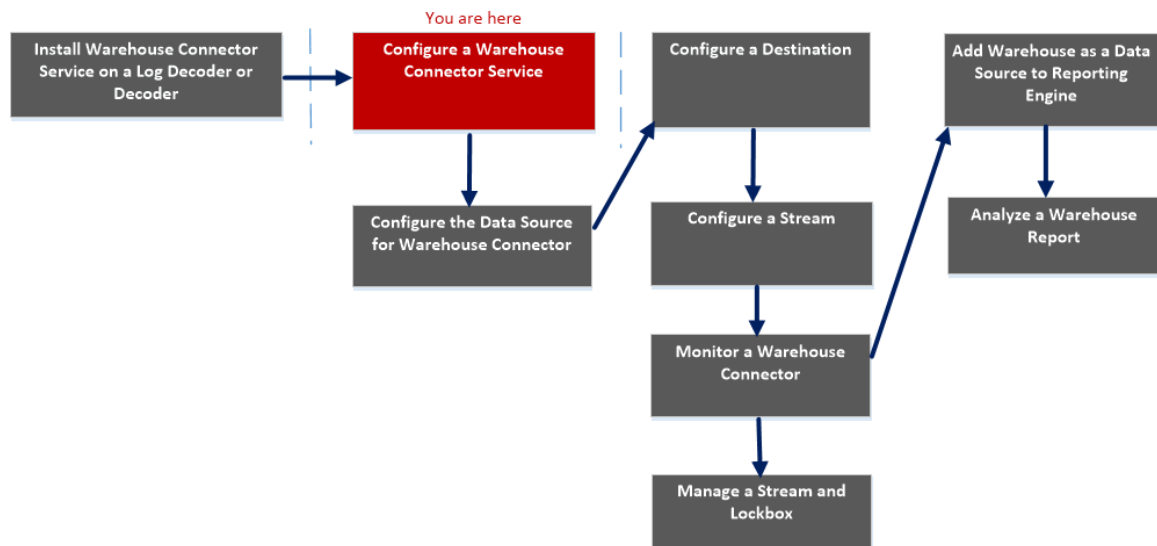 You are here
Install Warehouse Connector
Service on a Log Decoder or
Decoder
Configure a Warehouse
Connector Service
Configure the Data Source
for Warehouse Connector
Configure a Destination
Configure a Stream
Monitor a Warehouse
Connector
Manage a Stream and
Lockbox
Add Warehouse as a Data
Source to Reporting
Engine
Analyze a Warehouse
Report